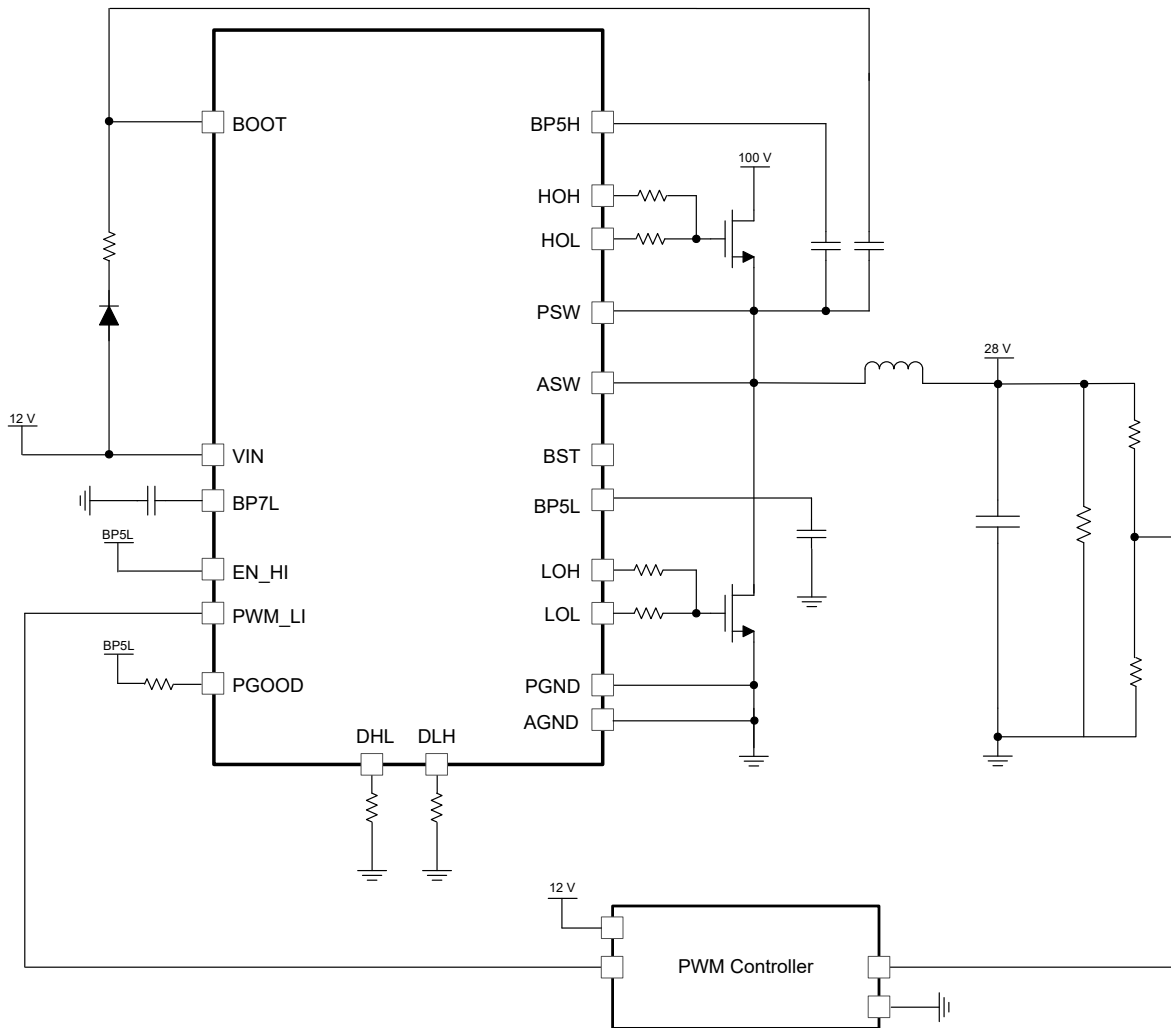 BOOT
BP5H
100 V
HOH
HOL
PSW
28 V
ASW
12 V
VIN
BST
BP7L
BP5L
BP5L
EN_HI
LOH
PWM_LI
LOL
BP5L
PGOOD
PGND
AGND
DHL DLH
12 V
PWM Controller